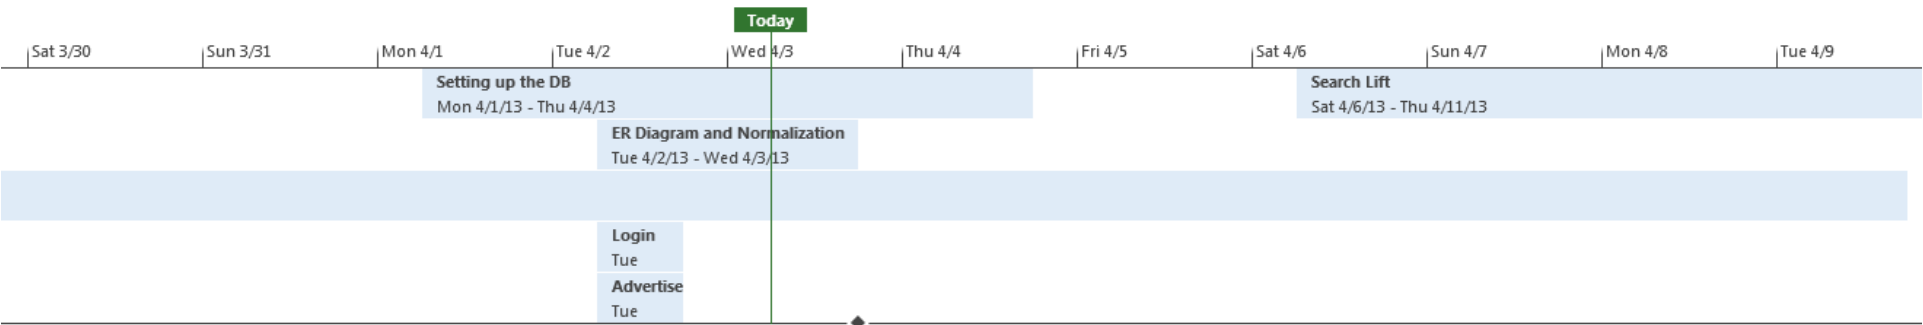 Today
Sat 3/30 Sun 3/31 Mon 4/1 Tue 4/2 Wed 4/3 Thu 4/4 Fri 4/5 Sat 4/6 Sun 4/7 Mon 4/8 Tue 4/9
Setting up the DB
Mon 4/1/13 - Thu 4/4/13
Search Lift
Sat 4/6/13 - Thu 4/11/13
ER Diagram and Normalization
Tue 4/2/13 - Wed 4/3/13
Login
Tue
Advertise
Tue